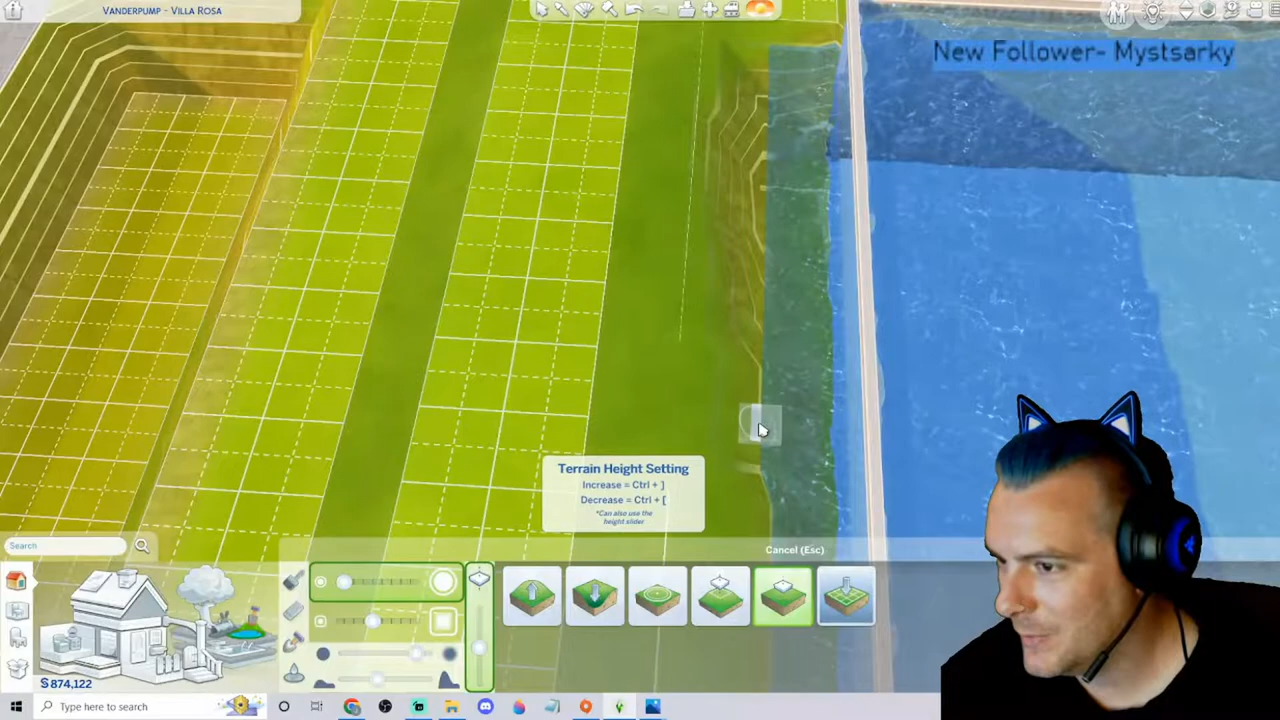 VANDERPUMP - VILLA ROSA
New Follower- Mystsarky
Terrain Height Setting
Increase = Ctrl + ]
Decrease = Ctrl + [
*Can also use the
height slider
Cancel (Esc)
Search
§874,122
Type here to search